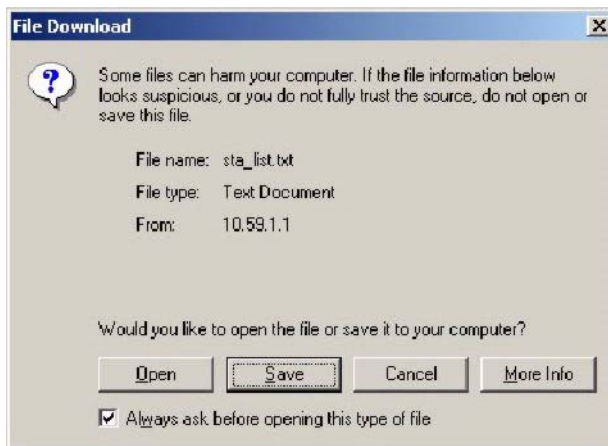 File Download
Some files can harm your computer. If the file information below
looks suspicious, or you do not fully trust the source, do not open or
save this file.
File name: sta_list.txt
File type: Text Document
From: 10.59.1.1
Would you like to open the file or save it to your computer?
Open Save Cancel More Info
Always ask before opening this type of file